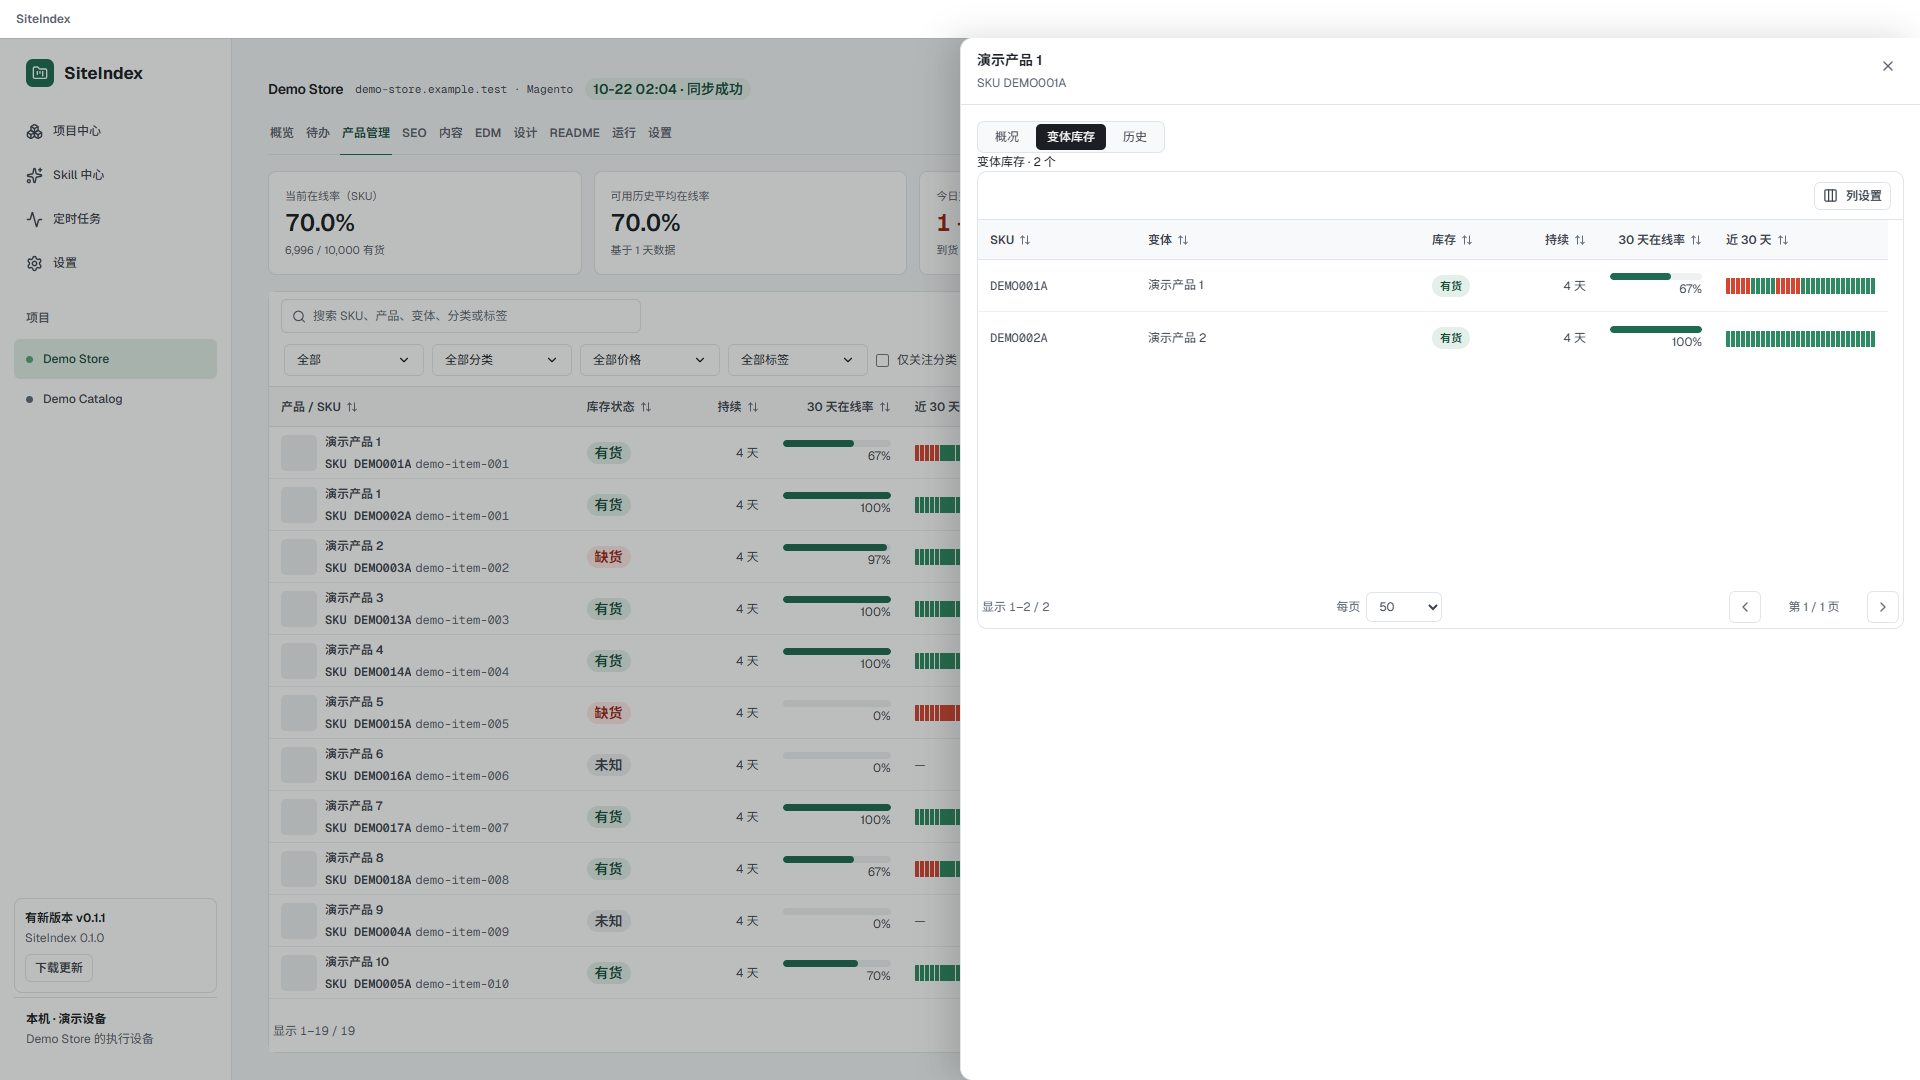 SiteIndex
SiteIndex
项目中心
Skill 中心
定时任务
设置
项目
Demo Store
Demo Catalog
有新版本 v0.1.1
SiteIndex 0.1.0
下载更新
本机 · 演示设备
Demo Store 的执行设备
Demo Store demo-store.example.test · Magento 10-22 02:04 · 同步成功
概览 待办 产品管理 SEO 内容 EDM 设计 README 运行 设置
当前在线率（SKU）
70.0%
6,996 / 10,000 有货
可用历史平均在线率
70.0%
基于 1 天数据
今日
1
到货
搜索 SKU、产品、变体、分类或标签
全部 全部分类 全部价格 全部标签 仅关注分类
产品 / SKU 库存状态 持续 30 天在线率 近 30 天
演示产品 1
SKU DEMO001A demo-item-001 有货 4 天 67%
演示产品 1
SKU DEMO002A demo-item-001 有货 4 天 100%
演示产品 2
SKU DEMO003A demo-item-002 缺货 4 天 97%
演示产品 3
SKU DEMO013A demo-item-003 有货 4 天 100%
演示产品 4
SKU DEMO014A demo-item-004 有货 4 天 100%
演示产品 5
SKU DEMO015A demo-item-005 缺货 4 天 0%
演示产品 6
SKU DEMO016A demo-item-006 未知 4 天 0% —
演示产品 7
SKU DEMO017A demo-item-007 有货 4 天 100%
演示产品 8
SKU DEMO018A demo-item-008 有货 4 天 67%
演示产品 9
SKU DEMO004A demo-item-009 未知 4 天 0% —
演示产品 10
SKU DEMO005A demo-item-010 有货 4 天 70%
显示 1–19 / 19
演示产品 1
SKU DEMO001A
概况 变体库存 历史
变体库存 · 2 个
列设置
SKU 变体 库存 持续 30 天在线率 近 30 天
DEMO001A 演示产品 1 有货 4 天 67%
DEMO002A 演示产品 2 有货 4 天 100%
显示 1–2 / 2 每页 50 第 1 / 1 页